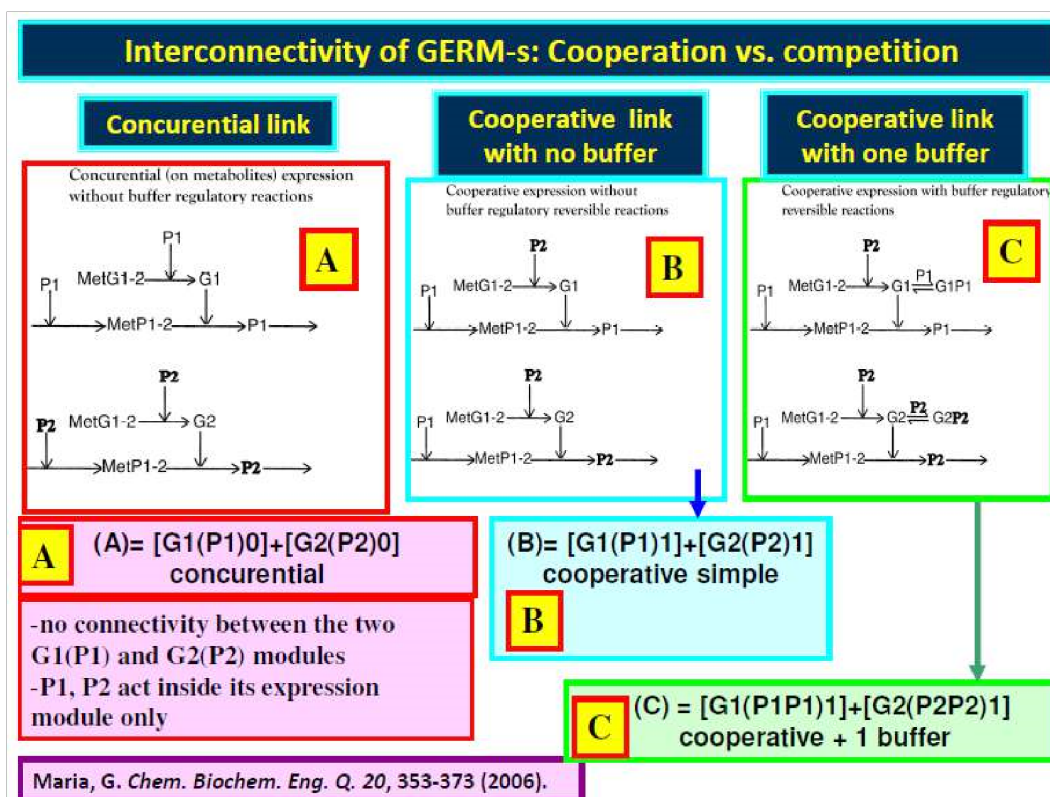 Interconnectivity of GERM-s: Cooperation vs. competition
Concurential link
Cooperative link
with no buffer
Cooperative link
with one buffer
Concurential (on metabolites) expression
without buffer regulatory reactions
A
P1
MetG1-2 G1
P1
MetP1-2 P1
P2
MetG1-2 G2
P2
MetP1-2 P2
Cooperative expression without
buffer regulatory reversible reactions
B
P2
MetG1-2 G1
P1
MetP1-2 P1
P2
MetG1-2 G2
P1
MetP1-2 P2
Cooperative expression with buffer regulatory
reversible reactions
C
P2
P1
MetG1-2 G1 G1P1
P1
MetP1-2 P1
P2
P2
MetG1-2 G2 G2P2
P1
MetP1-2 P2
A
(A)= [G1(P1)0]+[G2(P2)0]
concurential
-no connectivity between the two
G1(P1) and G2(P2) modules
-P1, P2 act inside its expression
module only
(B)= [G1(P1)1]+[G2(P2)1]
cooperative simple
B
C
(C) = [G1(P1P1)1]+[G2(P2P2)1]
cooperative + 1 buffer
Maria, G. Chem. Biochem. Eng. Q. 20, 353-373 (2006).